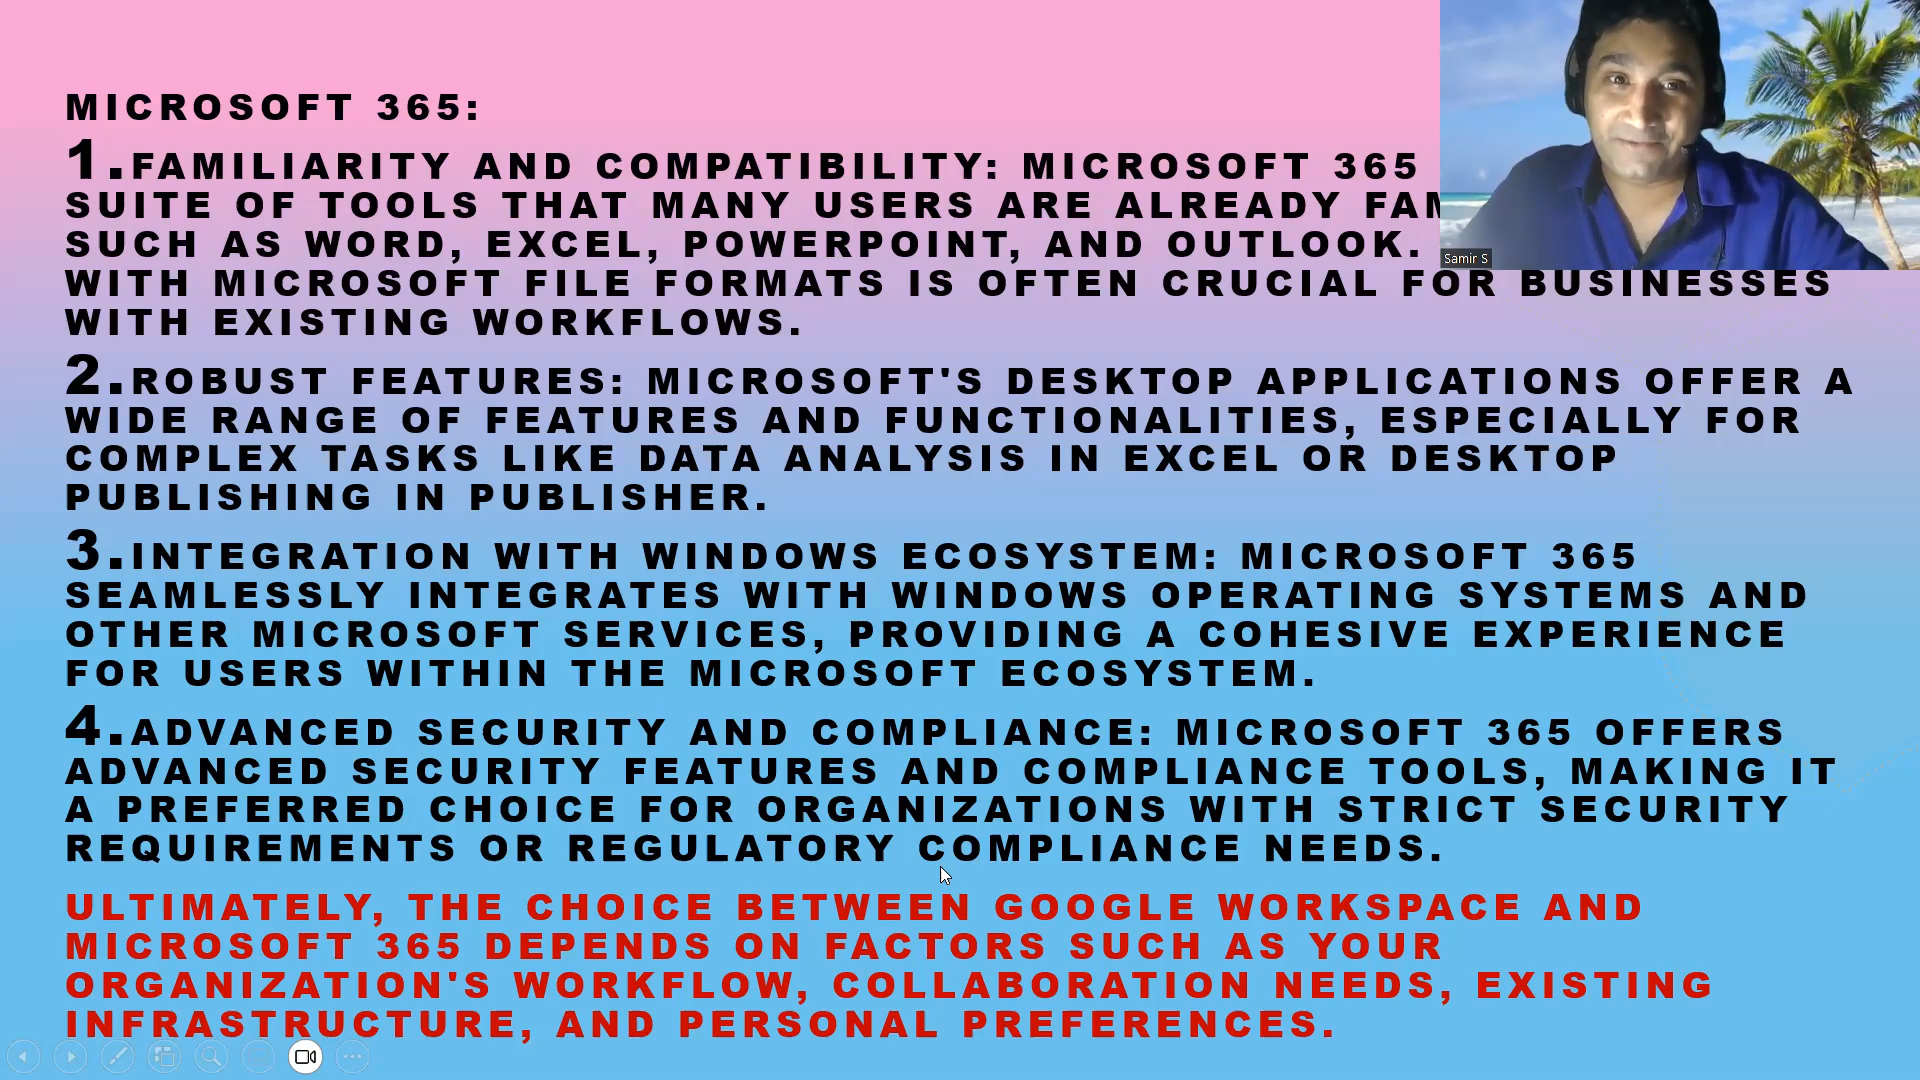 MICROSOFT 365:
1.FAMILIARITY AND COMPATIBILITY: MICROSOFT 365
SUITE OF TOOLS THAT MANY USERS ARE ALREADY
SUCH AS WORD, EXCEL, POWERPOINT, AND OUTLOOK.
WITH MICROSOFT FILE FORMATS IS OFTEN CRUCIAL FOR BUSINESSES
WITH EXISTING WORKFLOWS.
2.ROBUST FEATURES: MICROSOFT'S DESKTOP APPLICATIONS OFFER A
WIDE RANGE OF FEATURES AND FUNCTIONALITIES, ESPECIALLY FOR
COMPLEX TASKS LIKE DATA ANALYSIS IN EXCEL OR DESKTOP
PUBLISHING IN PUBLISHER.
3.INTEGRATION WITH WINDOWS ECOSYSTEM: MICROSOFT 365
SEAMLESSLY INTEGRATES WITH WINDOWS OPERATING SYSTEMS AND
OTHER MICROSOFT SERVICES, PROVIDING A COHESIVE EXPERIENCE
FOR USERS WITHIN THE MICROSOFT ECOSYSTEM.
4.ADVANCED SECURITY AND COMPLIANCE: MICROSOFT 365 OFFERS
ADVANCED SECURITY FEATURES AND COMPLIANCE TOOLS, MAKING IT
A PREFERRED CHOICE FOR ORGANIZATIONS WITH STRICT SECURITY
REQUIREMENTS OR REGULATORY COMPLIANCE NEEDS.
ULTIMATELY, THE CHOICE BETWEEN GOOGLE WORKSPACE AND
MICROSOFT 365 DEPENDS ON FACTORS SUCH AS YOUR
ORGANIZATION'S WORKFLOW, COLLABORATION NEEDS, EXISTING
INFRASTRUCTURE, AND PERSONAL PREFERENCES.
Samir S